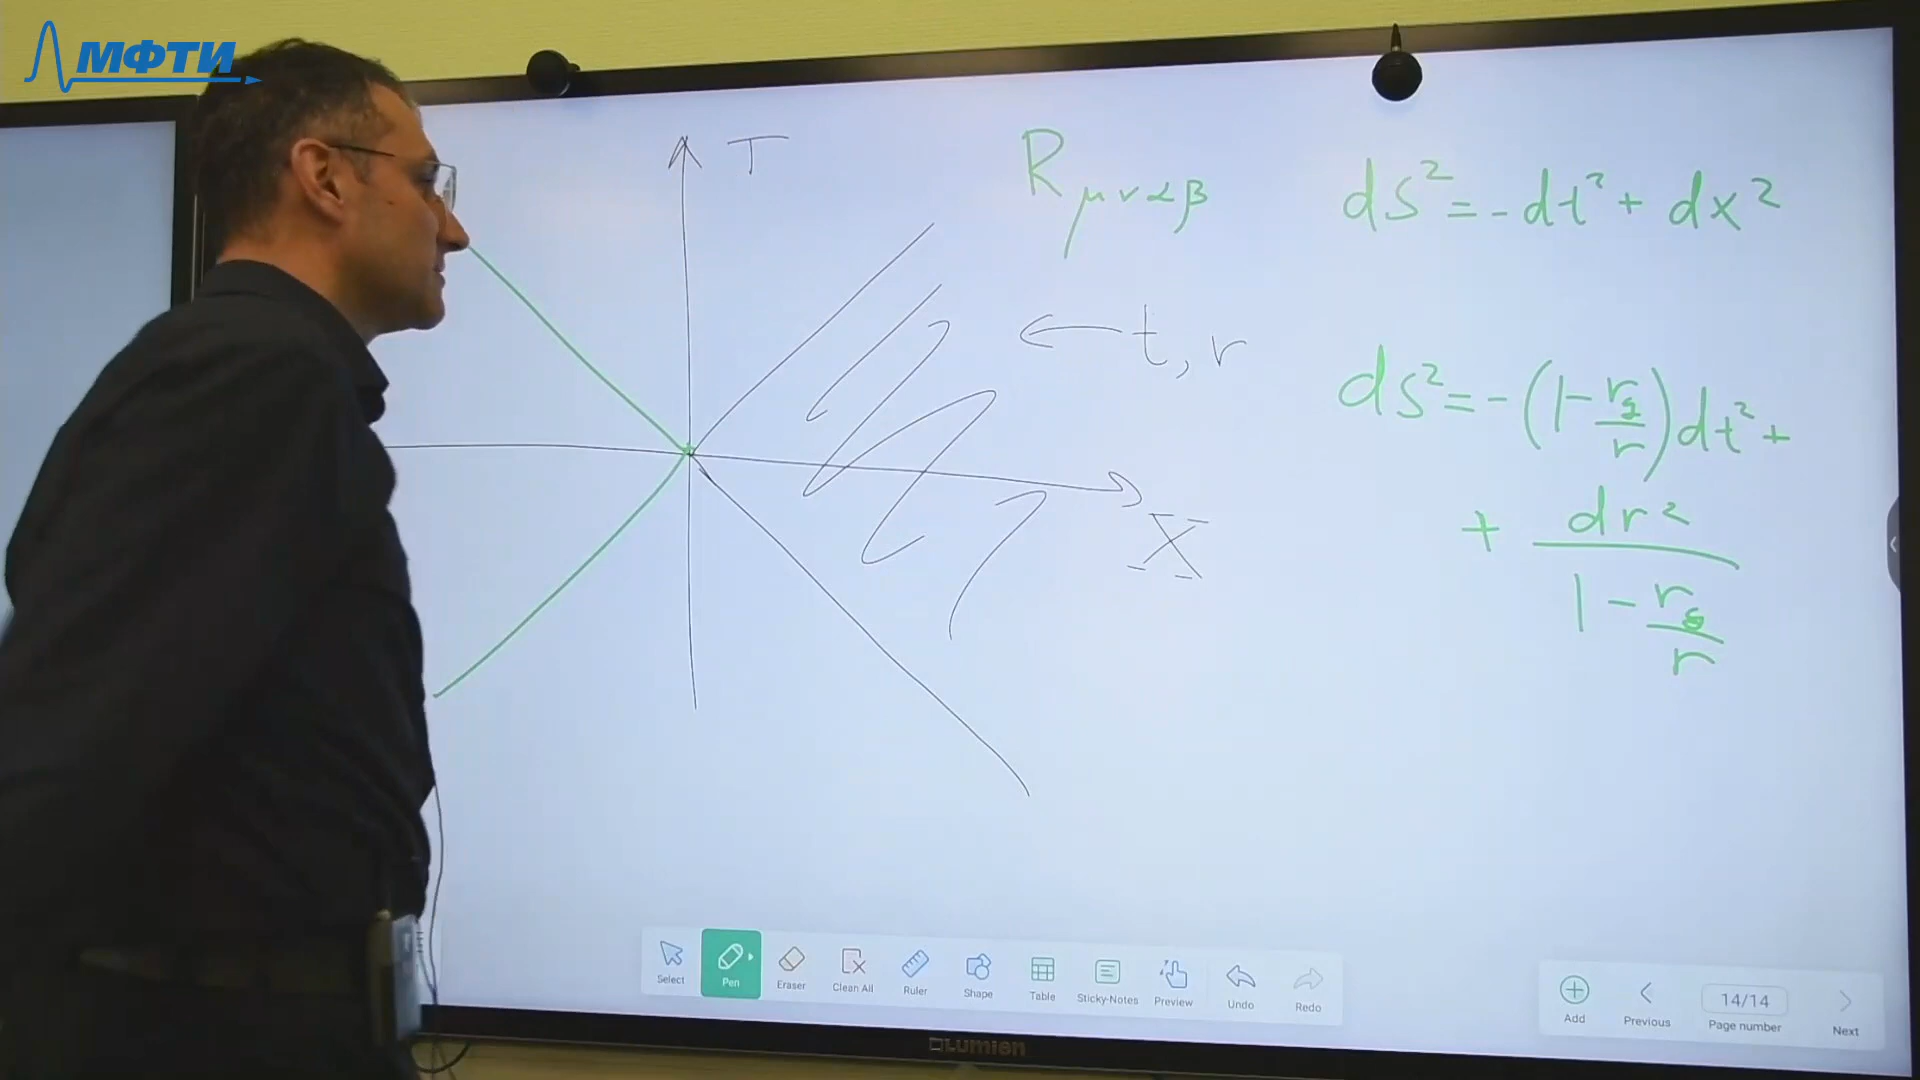 МФТИ
T
R_{μν∝β}
dS² = -dt² + dx²
← t, r
dS² = -(1 - r_g/r) dt² +
+ dr² / (1 - r_g/r)
X
Select
Pen
Eraser
Clean All
Ruler
Shape
Table
Sticky-Notes
Preview
Undo
Redo
Add
Previous
14/14
Page number
Next
Lumien